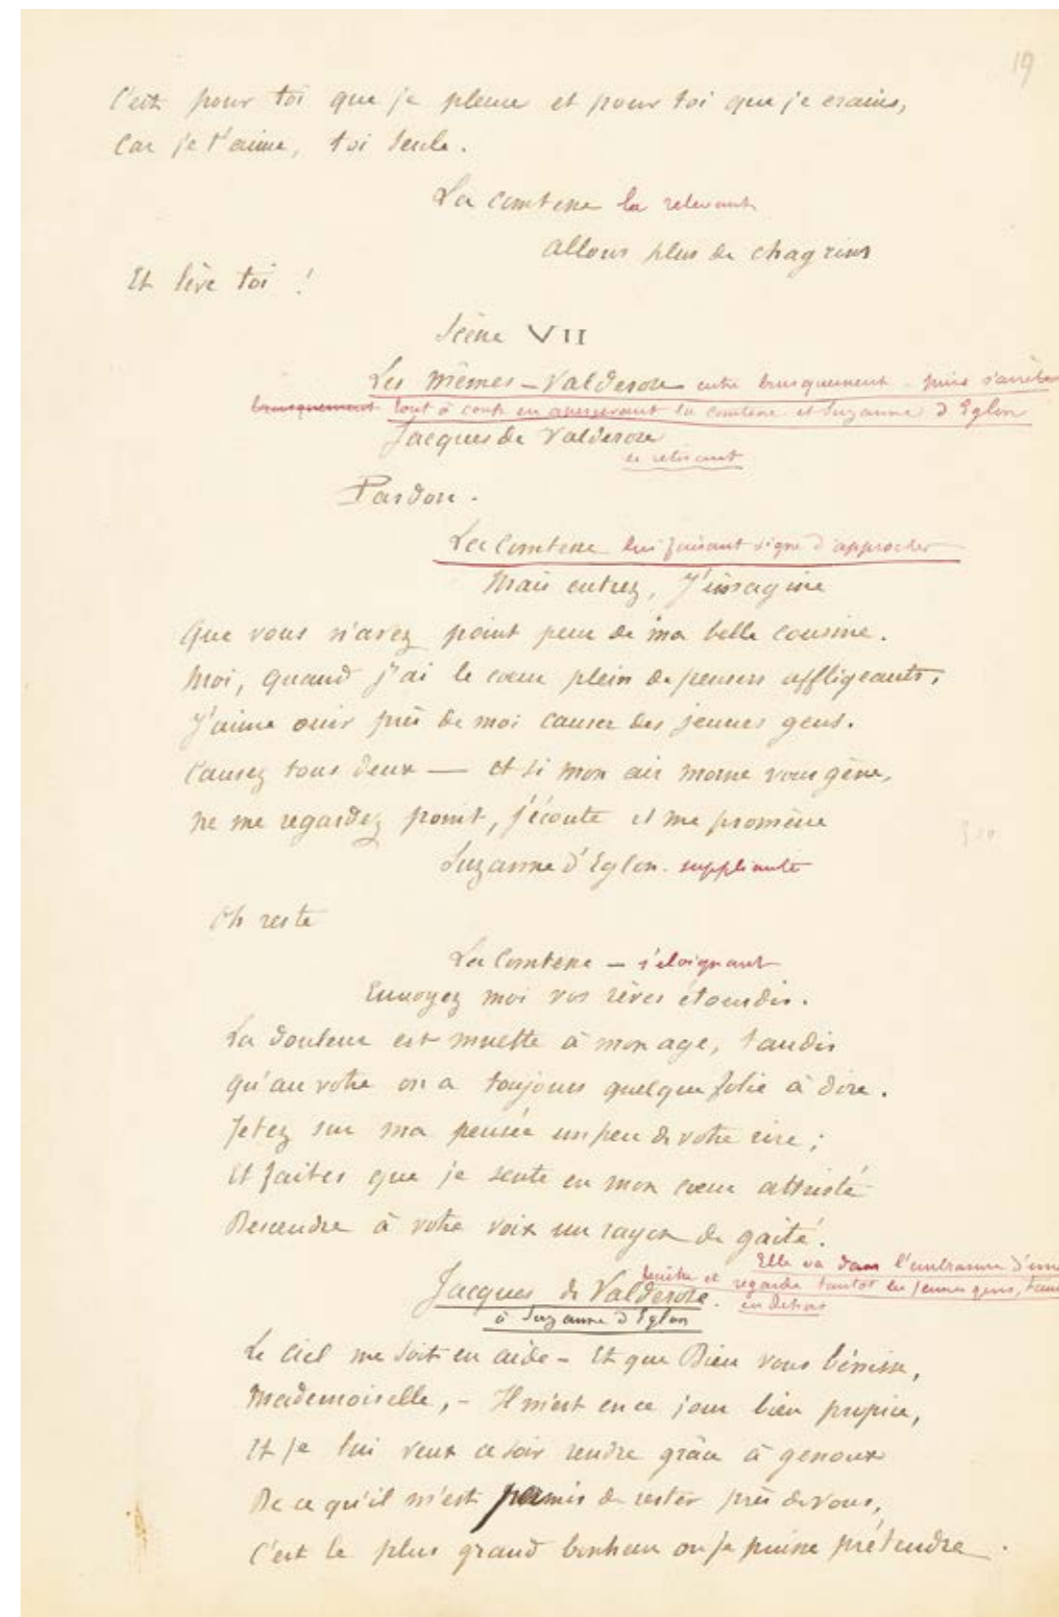 19
C'est pour toi que je pleure et pour toi que je crains,
Car je t'aime, toi seule.
La comtesse la relevant
allons plus de chagrins
Et lève toi !
Scène VII
Les Mêmes - Valderose entre brusquement - puis s'arrête
brusquement tout à coup en apercevant la comtesse et Suzanne d'Eglon
Jacques de Valderose
se retirant
Pardon.
La Comtesse lui faisant signe d'approcher
Mais entrez, J'imagine
Que vous n'avez point peur de ma belle cousine.
Moi, quand j'ai le cœur plein de pensers affligeants,
J'aime ouir près de moi causer des jeunes gens.
Causez tous deux — et si mon air morne vous gêne,
ne me regardez point, j'écoute et me promène
Suzanne d'Eglon. suppliante
Oh reste
La Comtesse - s'eloignant
Envoyez moi vos rêves étourdis.
La douleur est muette à mon age, tandis
Qu'au votre on a toujours quelque folie à dire.
Jetez sur ma pensée un peu de votre rire ;
Et faites que je sente en mon cœur attristé
Descendre à votre voix un rayon de gaité.
Elle va dans l'embrasure d'une
fenêtre et regarde tantot les jeunes gens, tantot
en dehors
Jacques de Valderose.
à Suzanne d'Eglon
Le Ciel me soit en aide - Et que Dieu vous bénisse,
Mademoiselle, - Il m'est en ce jour bien propice,
Et je lui veux ce soir rendre grâce à genoux
De ce qu'il m'est permis de rester près de vous,
C'est le plus grand bonheur ou je puisse prétendre.